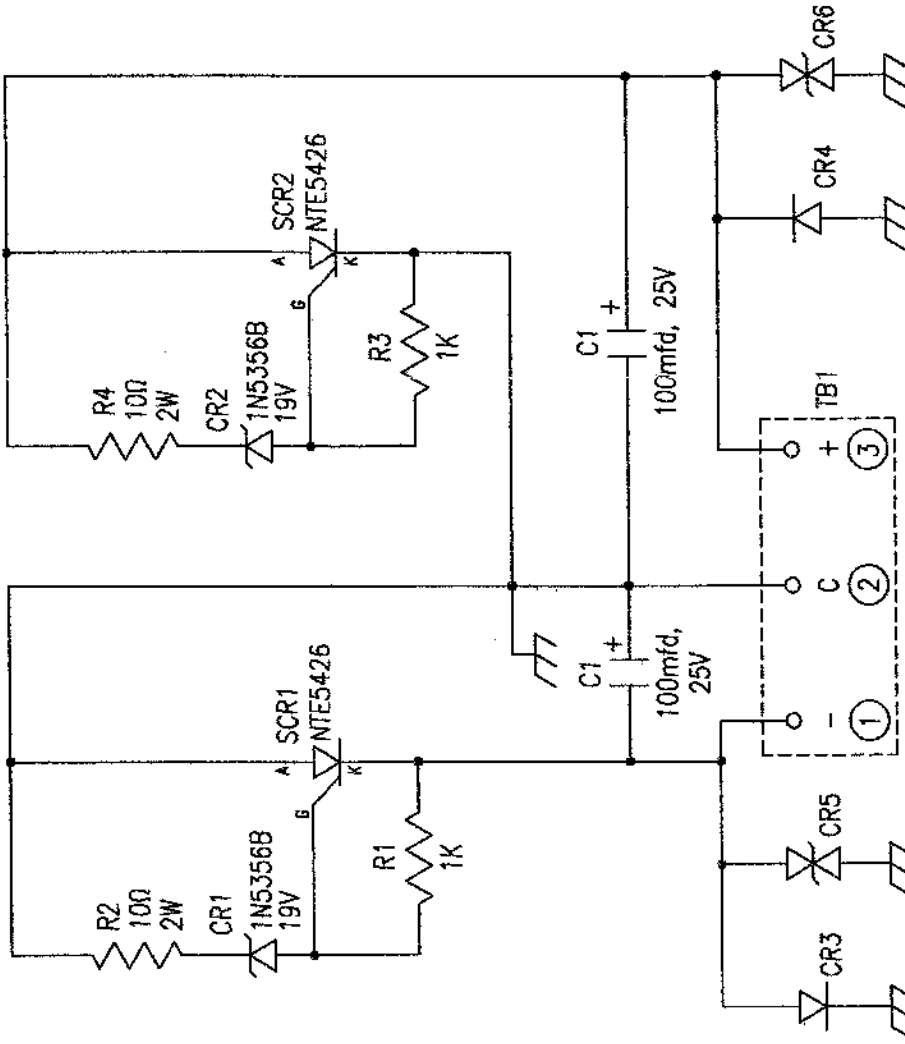 R2
10Ω
2W
CR1
1N5356B
19V
A
SCR1
NTE5426
G
K
R1
1K
R4
10Ω
2W
CR2
1N5356B
19V
A
SCR2
NTE5426
G
K
R3
1K
C1
+
100mfd,
25V
C1
+
100mfd, 25V
TB1
- C +
1 2 3
CR3
CR5
CR4
CR6